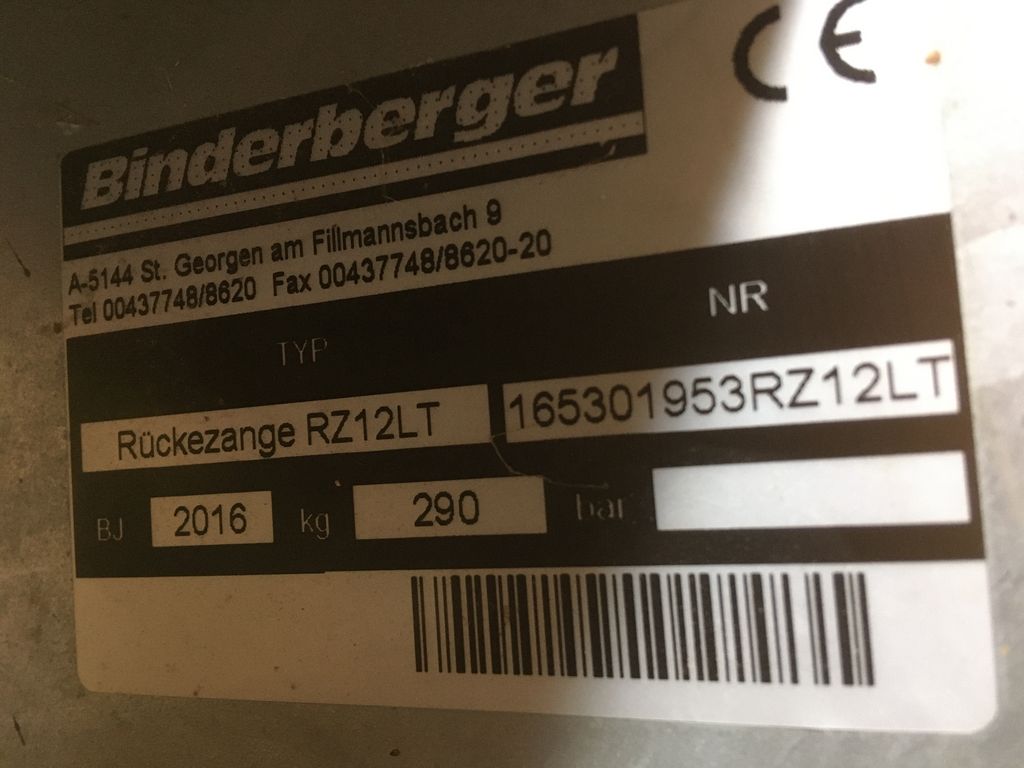 Binderberger
CE
A-5144 St. Georgen am Fillmannsbach 9
Tel 00437748/8620 Fax 00437748/8620-20
TYP NR
Rückezange RZ12LT 165301953RZ12LT
BJ 2016 kg 290 bar